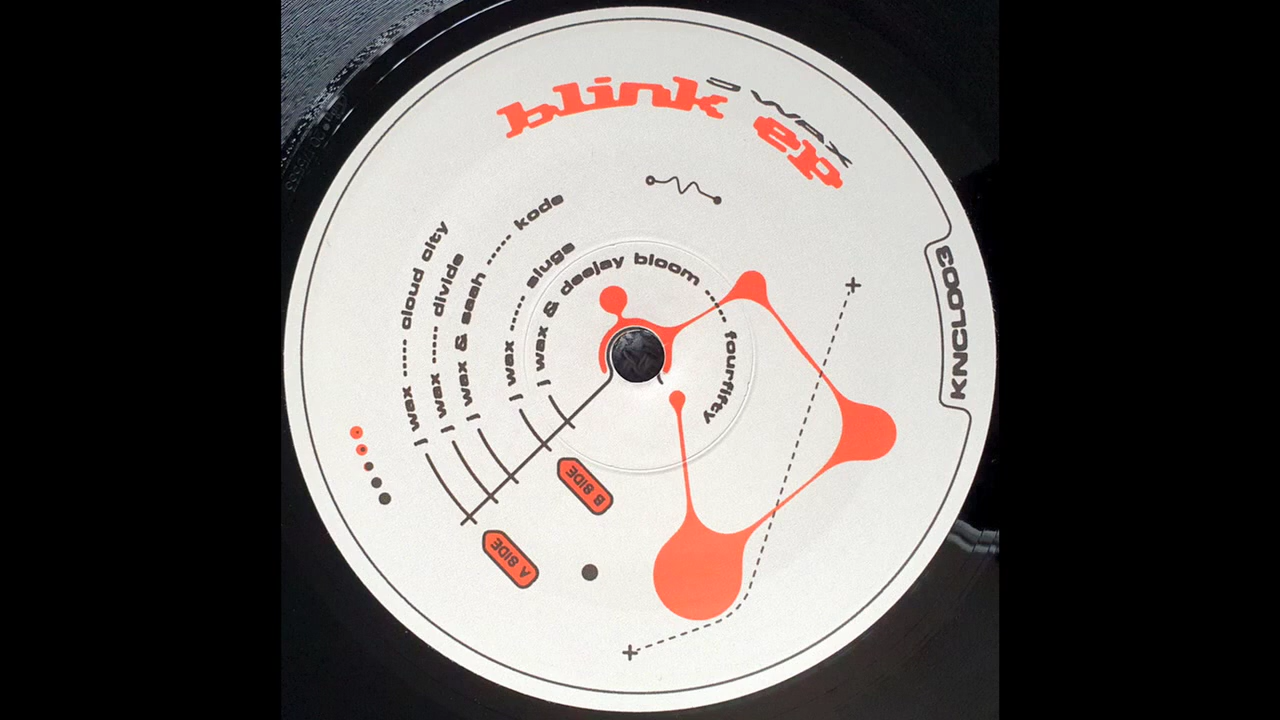 blink ep
J wax
KNCL003
J wax ----- cloud city
J wax ----- divide
J wax & saah ----- kode
J wax ----- slugs
J wax & deejay bloom ----- fourfifty
A SIDE
B SIDE